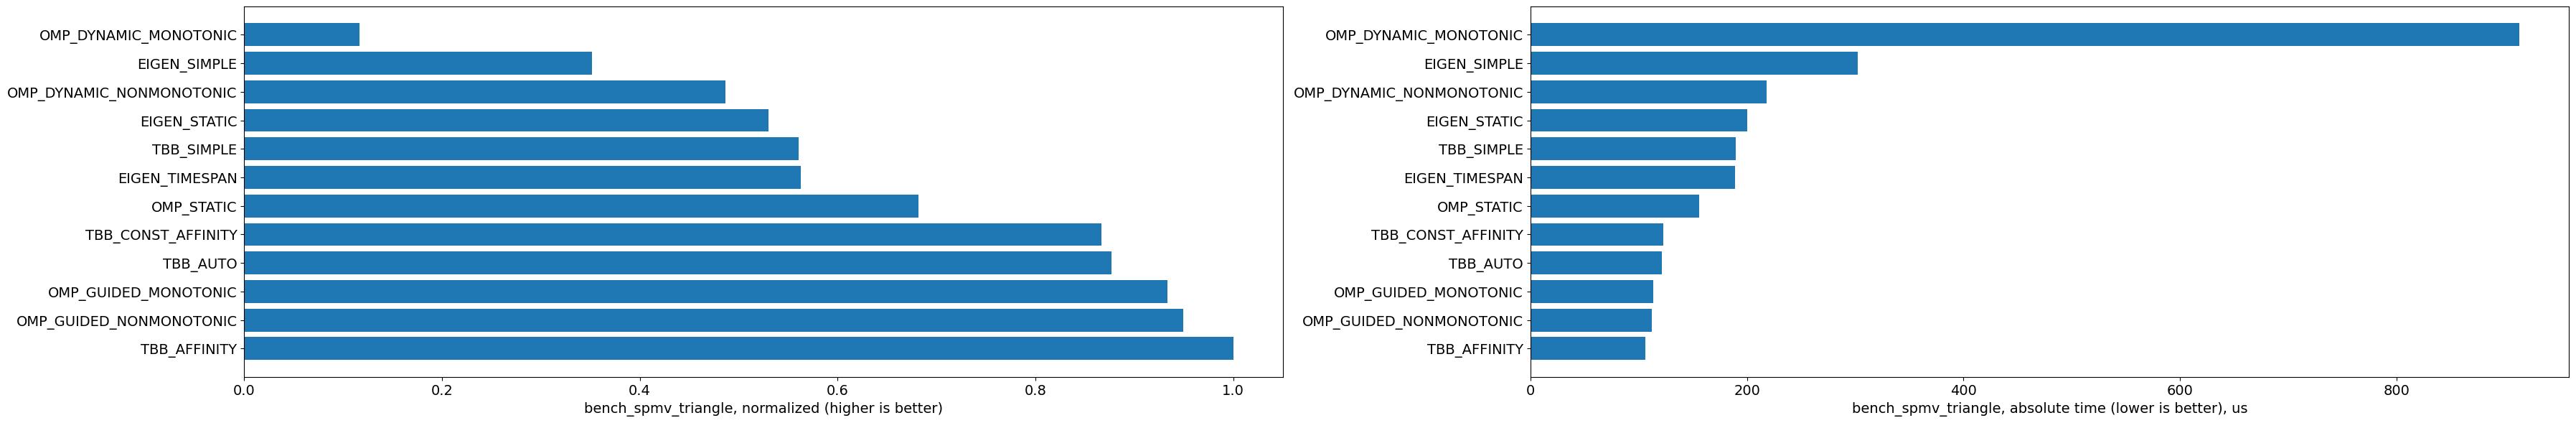 OMP_DYNAMIC_MONOTONIC
EIGEN_SIMPLE
OMP_DYNAMIC_NONMONOTONIC
EIGEN_STATIC
TBB_SIMPLE
EIGEN_TIMESPAN
OMP_STATIC
TBB_CONST_AFFINITY
TBB_AUTO
OMP_GUIDED_MONOTONIC
OMP_GUIDED_NONMONOTONIC
TBB_AFFINITY
0.0 0.2 0.4 0.6 0.8 1.0
bench_spmv_triangle, normalized (higher is better)
OMP_DYNAMIC_MONOTONIC
EIGEN_SIMPLE
OMP_DYNAMIC_NONMONOTONIC
EIGEN_STATIC
TBB_SIMPLE
EIGEN_TIMESPAN
OMP_STATIC
TBB_CONST_AFFINITY
TBB_AUTO
OMP_GUIDED_MONOTONIC
OMP_GUIDED_NONMONOTONIC
TBB_AFFINITY
0 200 400 600 800
bench_spmv_triangle, absolute time (lower is better), us